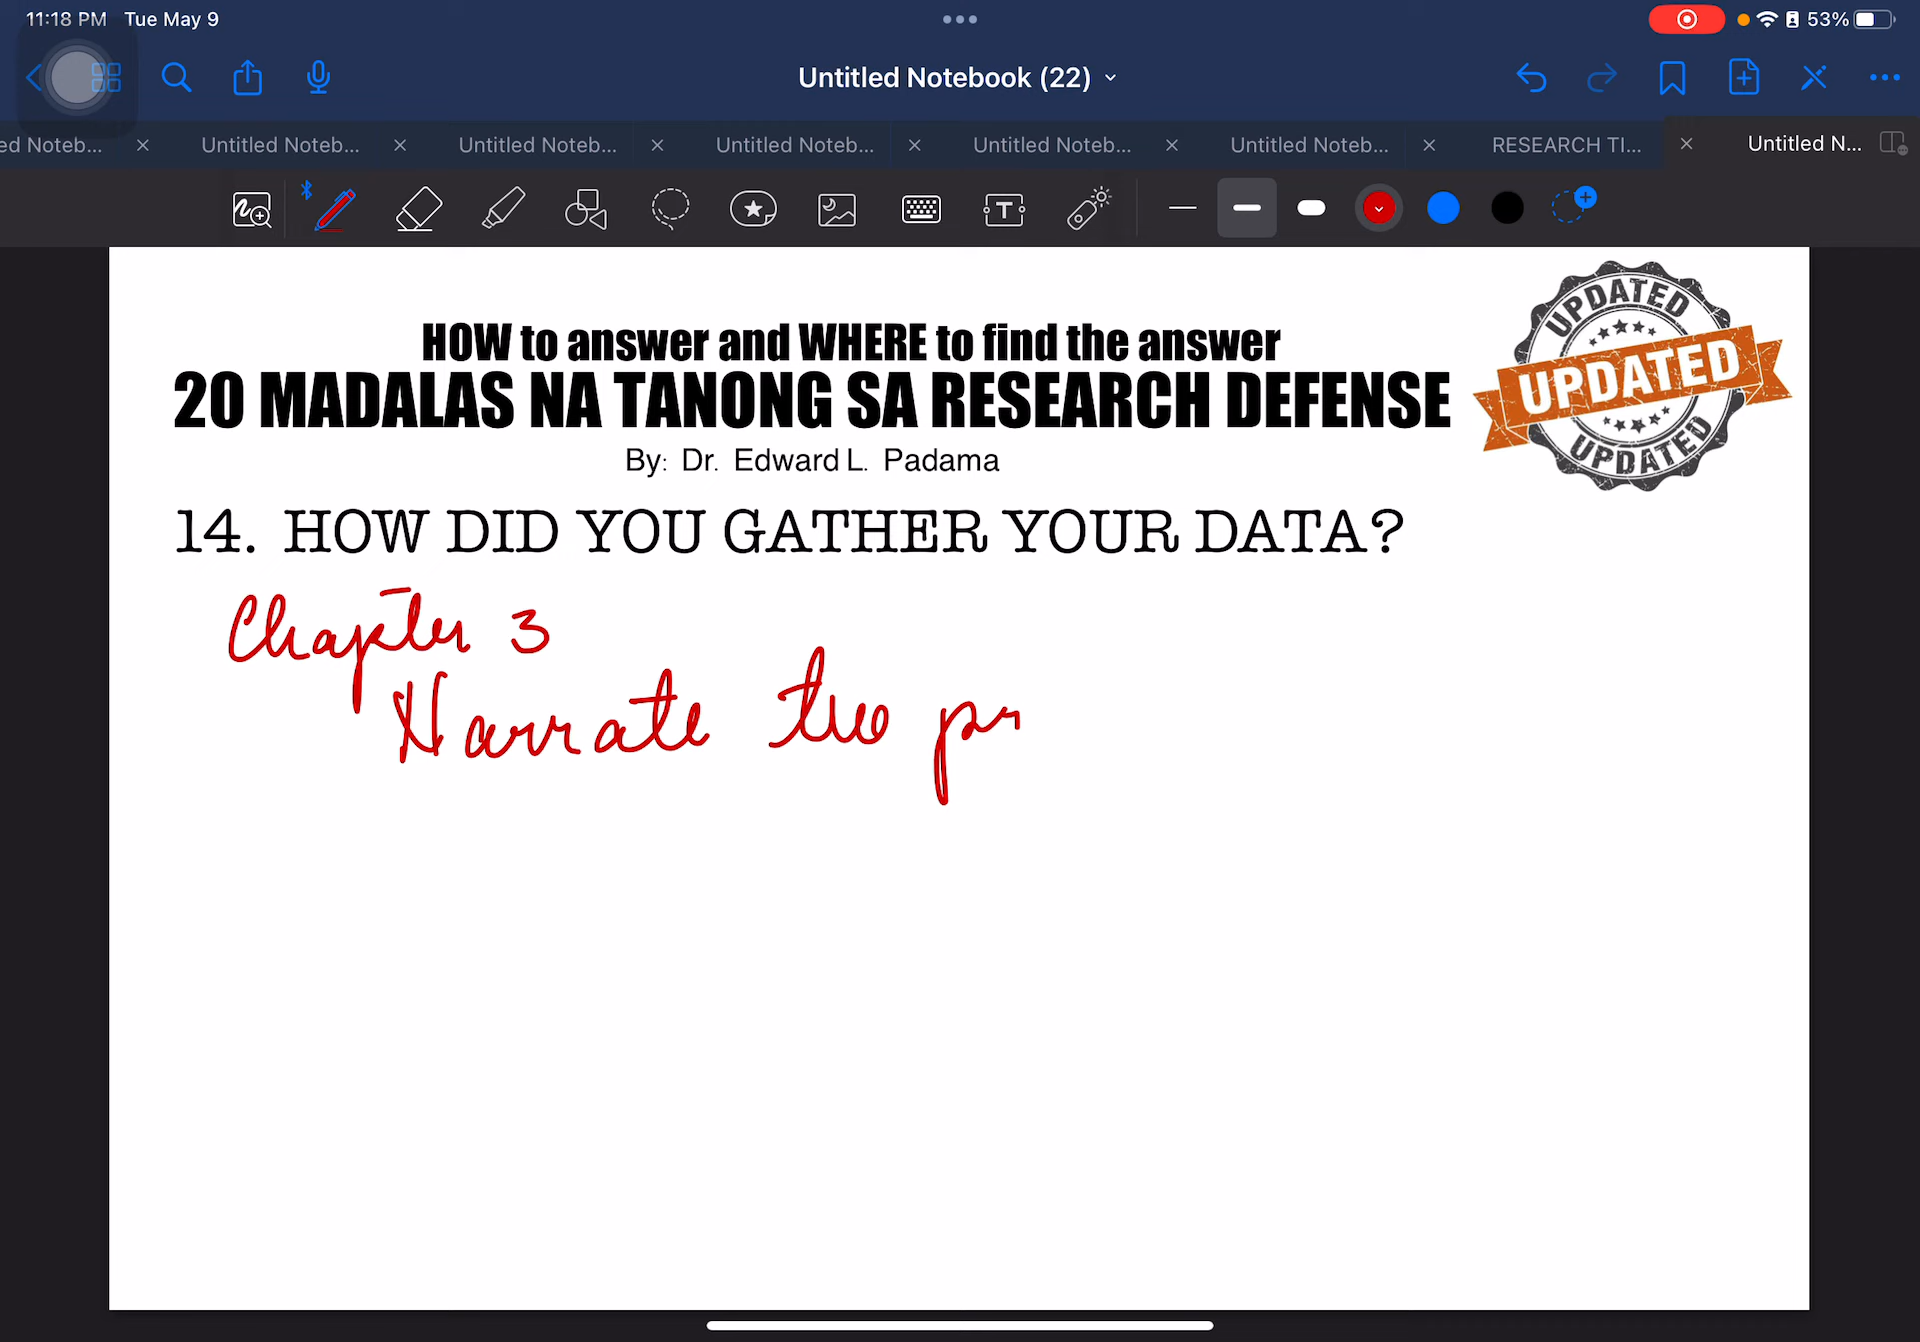 11:18 PM Tue May 9
53%
Untitled Notebook (22)
ed Noteb...
Untitled Noteb...
Untitled Noteb...
Untitled Noteb...
Untitled Noteb...
Untitled Noteb...
RESEARCH TI...
Untitled N...
T
HOW to answer and WHERE to find the answer
20 MADALAS NA TANONG SA RESEARCH DEFENSE
By: Dr. Edward L. Padama
UPDATED
UPDATED
UPDATED
14. HOW DID YOU GATHER YOUR DATA?
Chapter 3
Narrate the pr